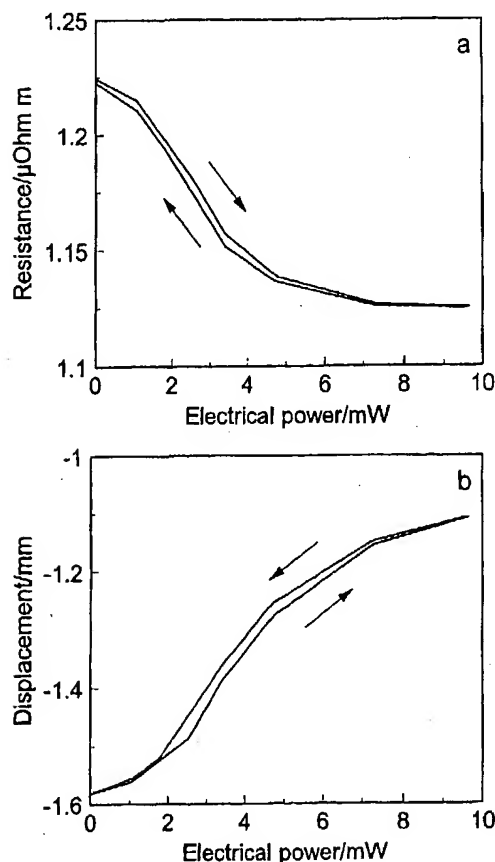 a
1.25
1.2
1.15
1.1
Resistance/µOhm m
0 2 4 6 8 10
Electrical power/mW
b
-1
-1.2
-1.4
-1.6
Displacement/mm
0 2 4 6 8 10
Electrical power/mW